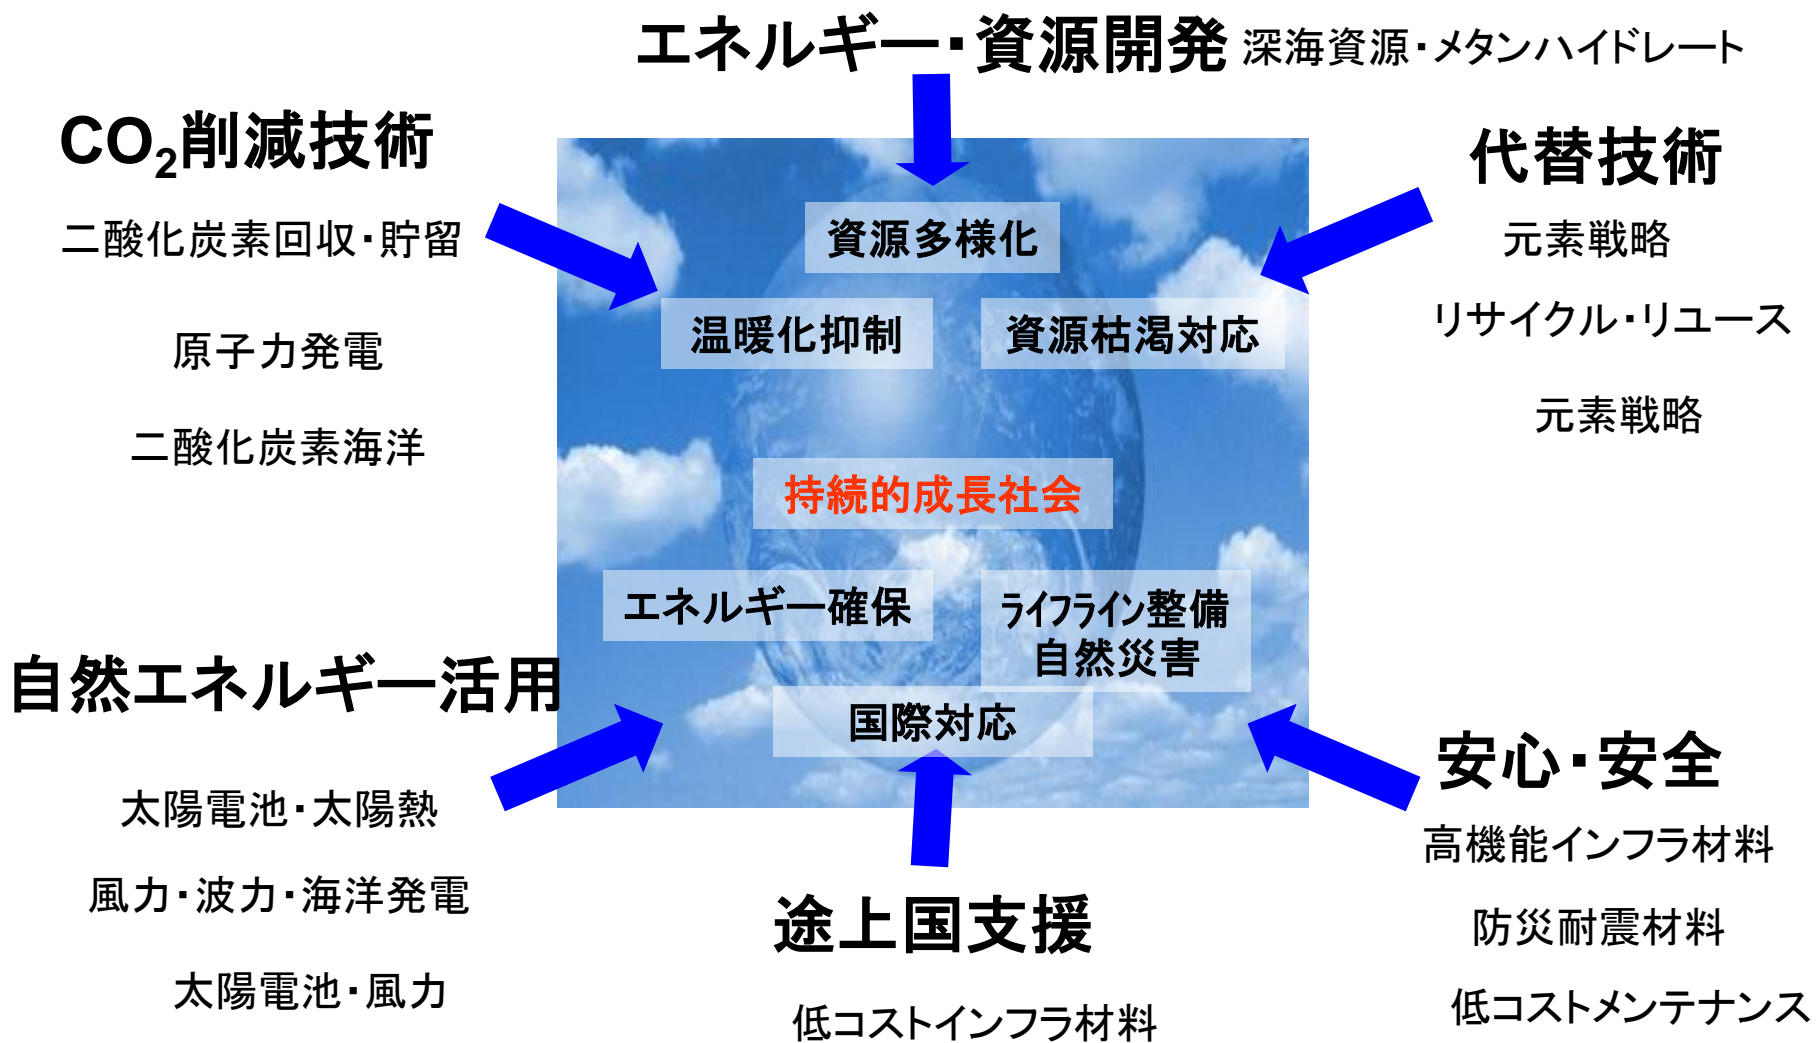 エネルギー・資源開発 深海資源・メタンハイドレート
CO₂削減技術
二酸化炭素回収・貯留
原子力発電
二酸化炭素海洋
代替技術
元素戦略
リサイクル・リユース
元素戦略
資源多様化
温暖化抑制
資源枯渇対応
持続的成長社会
エネルギー確保
ﾗｲﾌﾗｲﾝ整備
自然災害
国際対応
自然エネルギー活用
太陽電池・太陽熱
風力・波力・海洋発電
太陽電池・風力
途上国支援
低コストインフラ材料
安心・安全
高機能インフラ材料
防災耐震材料
低コストメンテナンス